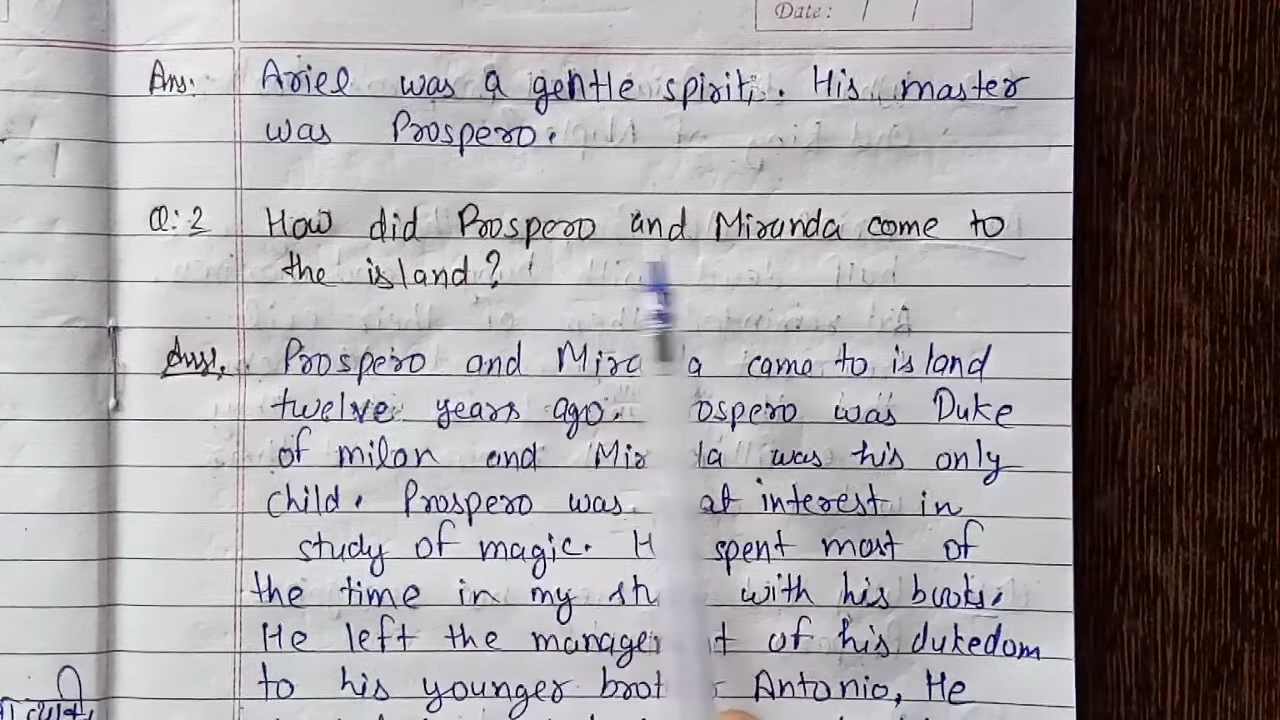 Date: / /
Ans. Ariel was a gentle spirit. His master
was Prospero.
Q:2 How did Prospero and Miranda come to
the island?
Ans. Prospero and Mira a came to island
twelve years ago. ospero was Duke
of milan and Mir la was his only
child. Prospero was at interest in
study of magic. H spent most of
the time in my stu with his books.
He left the manage t of his dukedom
to his younger brot Antonio, He